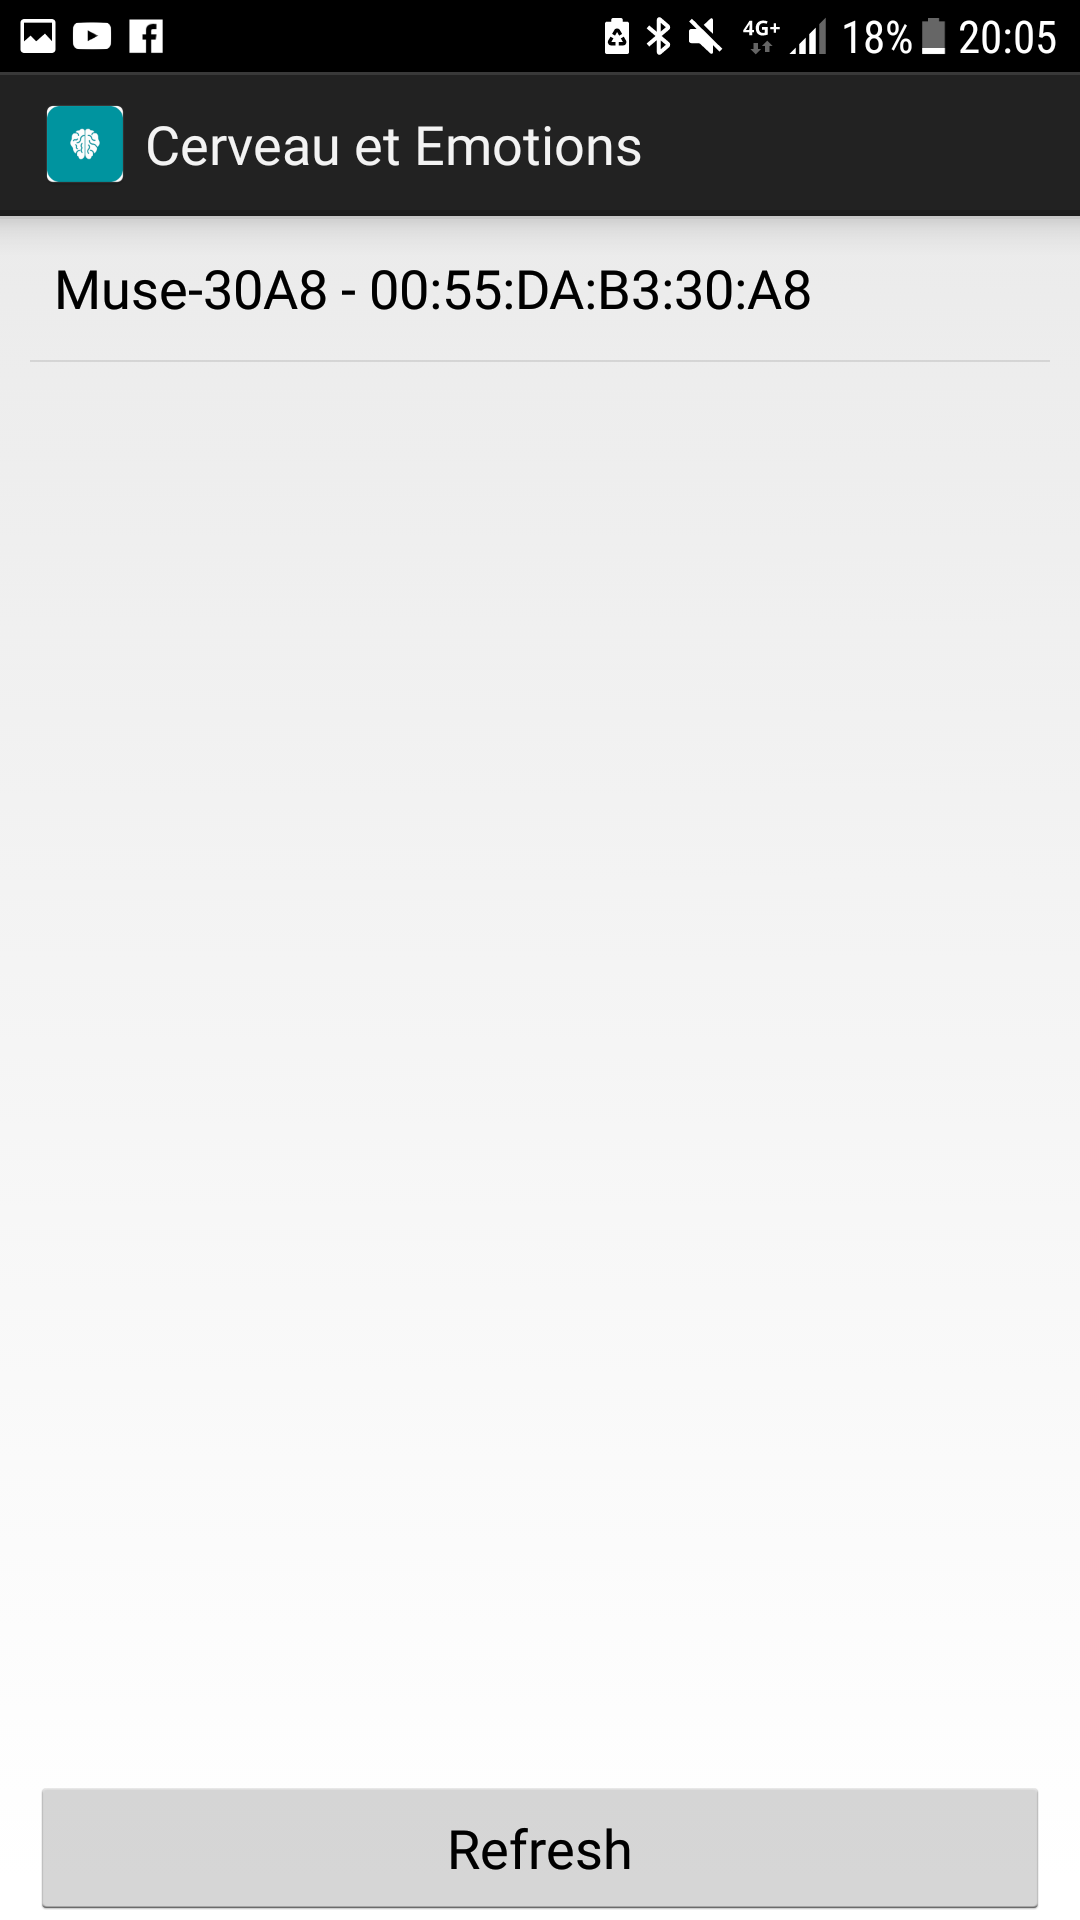 4G+ 18% 20:05
Cerveau et Emotions
Muse-30A8 - 00:55:DA:B3:30:A8
Refresh